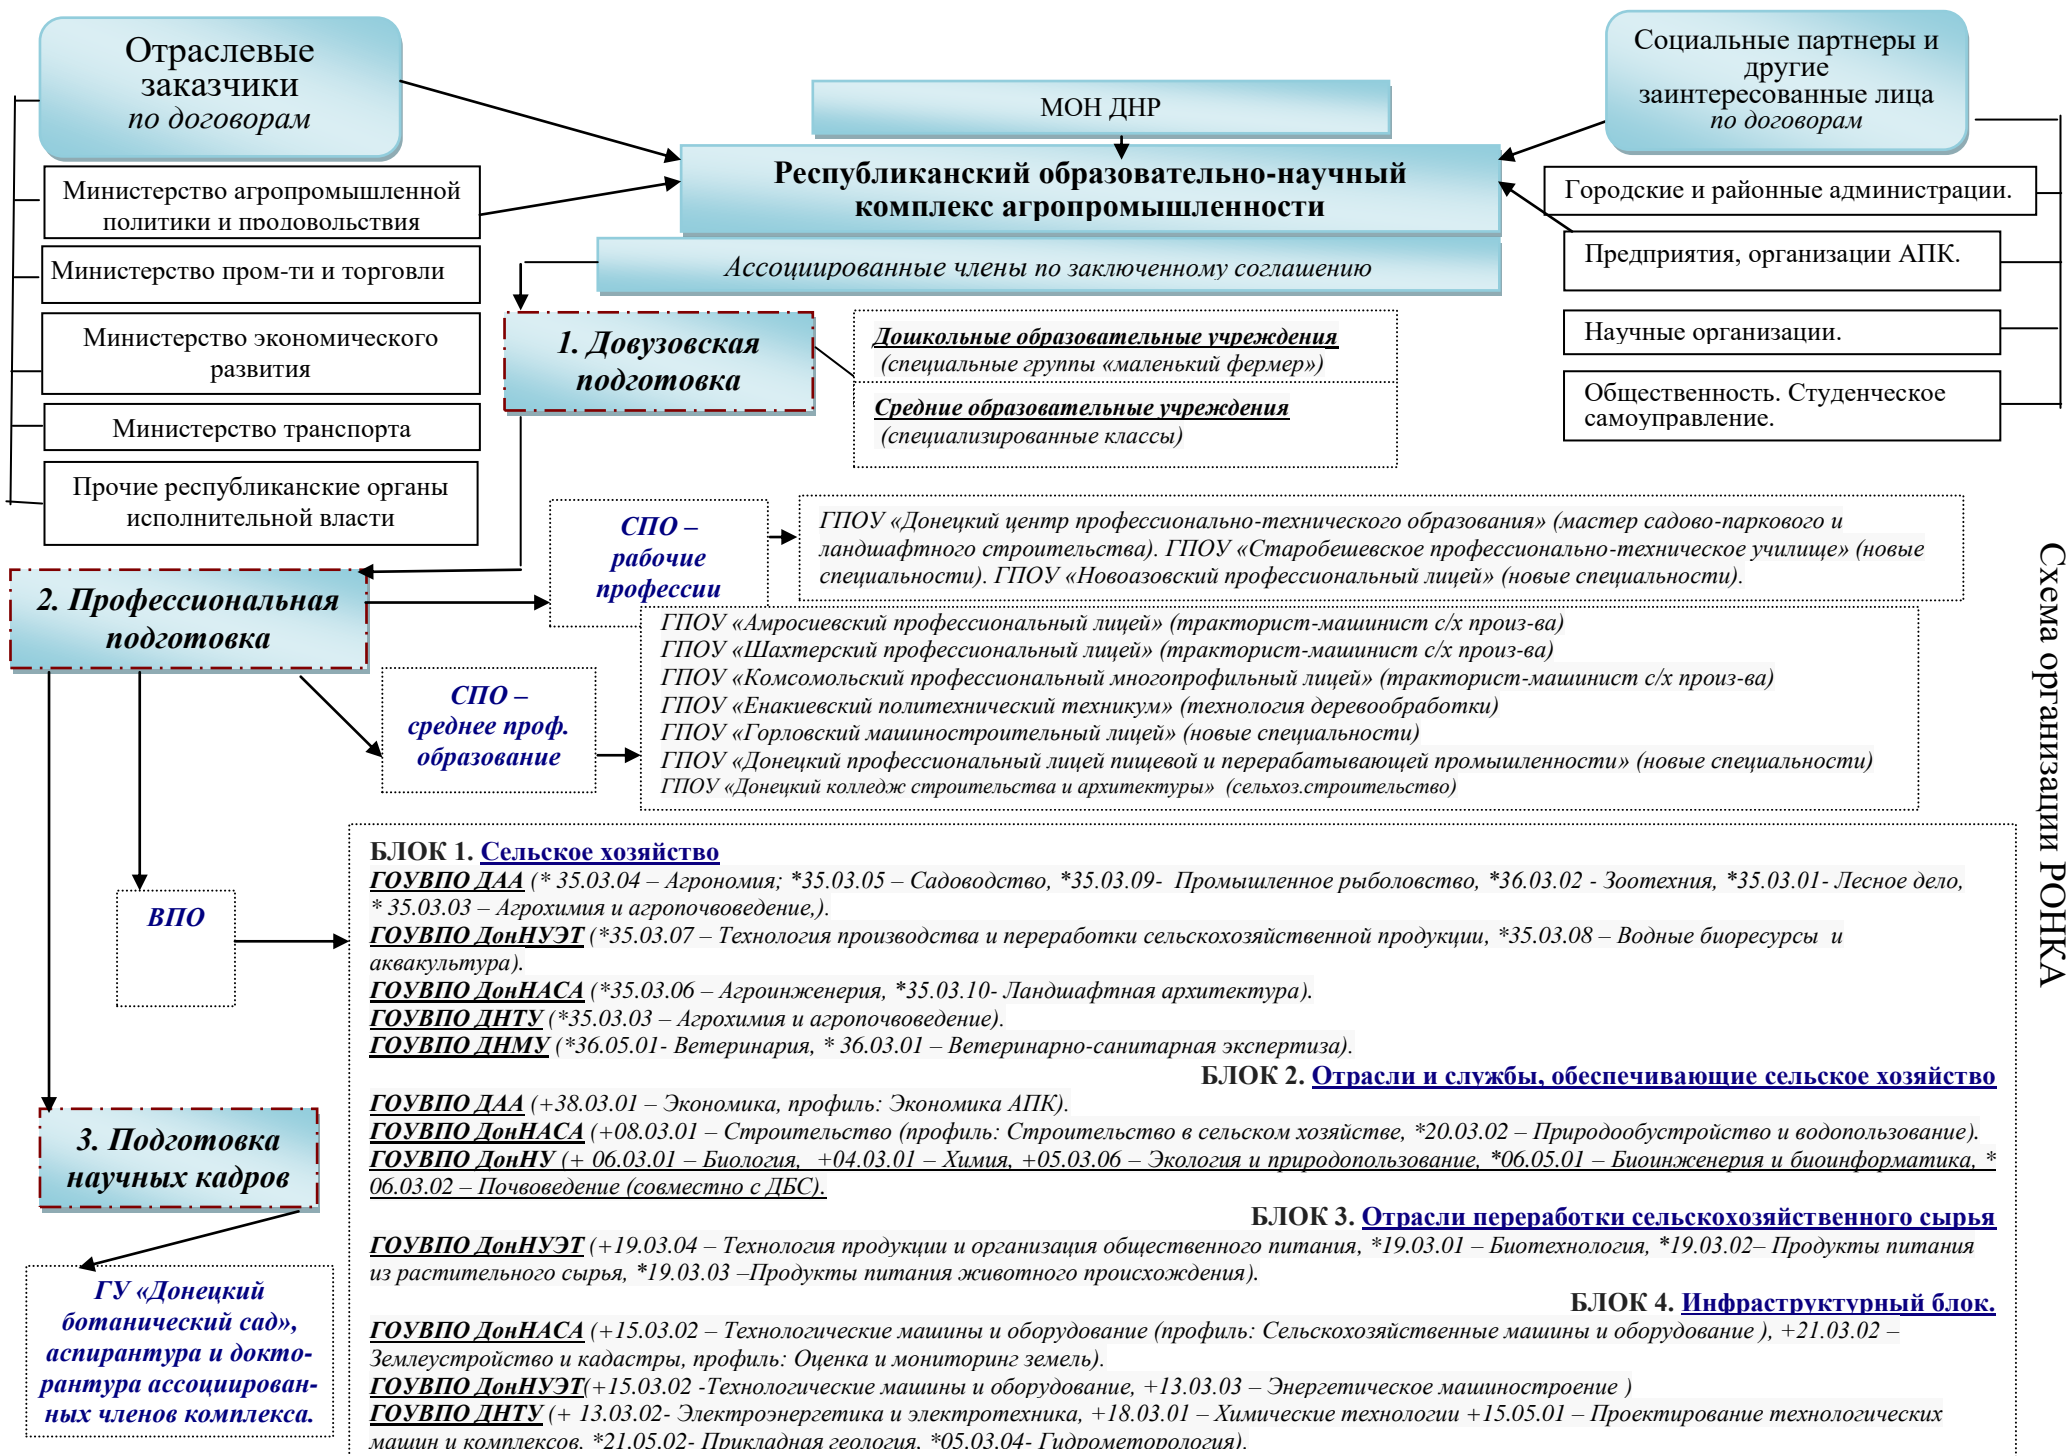 Отраслевые
заказчики
по договорам
МОН ДНР
Социальные партнеры и
другие
заинтересованные лица
по договорам
Республиканский образовательно-научный
комплекс агропромышленности
Министерство агропромышленной
политики и продовольствия
Министерство пром-ти и торговли
Министерство экономического
развития
Министерство транспорта
Прочие республиканские органы
исполнительной власти
Городские и районные администрации.
Предприятия, организации АПК.
Научные организации.
Общественность. Студенческое
самоуправление.
Ассоциированные члены по заключенному соглашению
1. Довузовская
подготовка
Дошкольные образовательные учреждения
(специальные группы «маленький фермер»)
Средние образовательные учреждения
(специализированные классы)
2. Профессиональная
подготовка
СПО –
рабочие
профессии
ГПОУ «Донецкий центр профессионально-технического образования» (мастер садово-паркового и
ландшафтного строительства). ГПОУ «Старобешевское профессионально-техническое училище» (новые
специальности). ГПОУ «Новоазовский профессиональный лицей» (новые специальности).
СПО –
среднее проф.
образование
ГПОУ «Амросиевский профессиональный лицей» (тракторист-машинист с/х произ-ва)
ГПОУ «Шахтерский профессиональный лицей» (тракторист-машинист с/х произ-ва)
ГПОУ «Комсомольский профессиональный многопрофильный лицей» (тракторист-машинист с/х произ-ва)
ГПОУ «Енакиевский политехнический техникум» (технология деревообработки)
ГПОУ «Горловский машиностроительный лицей» (новые специальности)
ГПОУ «Донецкий профессиональный лицей пищевой и перерабатывающей промышленности» (новые специальности)
ГПОУ «Донецкий колледж строительства и архитектуры» (сельхоз.строительство)
Схема организации РОНКА
ВПО
БЛОК 1. Сельское хозяйство
ГОУВПО ДАА (* 35.03.04 – Агрономия; *35.03.05 – Садоводство, *35.03.09- Промышленное рыболовство, *36.03.02 - Зоотехния, *35.03.01- Лесное дело,
* 35.03.03 – Агрохимия и агропочвоведение,).
ГОУВПО ДонНУЭТ (*35.03.07 – Технология производства и переработки сельскохозяйственной продукции, *35.03.08 – Водные биоресурсы и
аквакультура).
ГОУВПО ДонНАСА (*35.03.06 – Агроинженерия, *35.03.10- Ландшафтная архитектура).
ГОУВПО ДНТУ (*35.03.03 – Агрохимия и агропочвоведение).
ГОУВПО ДНМУ (*36.05.01- Ветеринария, * 36.03.01 – Ветеринарно-санитарная экспертиза).
БЛОК 2. Отрасли и службы, обеспечивающие сельское хозяйство
ГОУВПО ДАА (+38.03.01 – Экономика, профиль: Экономика АПК).
ГОУВПО ДонНАСА (+08.03.01 – Строительство (профиль: Строительство в сельском хозяйстве, *20.03.02 – Природообустройство и водопользование).
ГОУВПО ДонНУ (+ 06.03.01 – Биология, +04.03.01 – Химия, +05.03.06 – Экология и природопользование, *06.05.01 – Биоинженерия и биоинформатика, *
06.03.02 – Почвоведение (совместно с ДБС).
БЛОК 3. Отрасли переработки сельскохозяйственного сырья
ГОУВПО ДонНУЭТ (+19.03.04 – Технология продукции и организация общественного питания, *19.03.01 – Биотехнология, *19.03.02– Продукты питания
из растительного сырья, *19.03.03 –Продукты питания животного происхождения).
БЛОК 4. Инфраструктурный блок.
ГОУВПО ДонНАСА (+15.03.02 – Технологические машины и оборудование (профиль: Сельскохозяйственные машины и оборудование ), +21.03.02 –
Землеустройство и кадастры, профиль: Оценка и мониторинг земель).
ГОУВПО ДонНУЭТ(+15.03.02 -Технологические машины и оборудование, +13.03.03 – Энергетическое машиностроение )
ГОУВПО ДНТУ (+ 13.03.02- Электроэнергетика и электротехника, +18.03.01 – Химические технологии +15.05.01 – Проектирование технологических
машин и комплексов, *21.05.02- Прикладная геология, *05.03.04- Гидрометорология).
3. Подготовка
научных кадров
ГУ «Донецкий
ботанический сад»,
аспирантура и докто-
рантура ассоциирован-
ных членов комплекса.